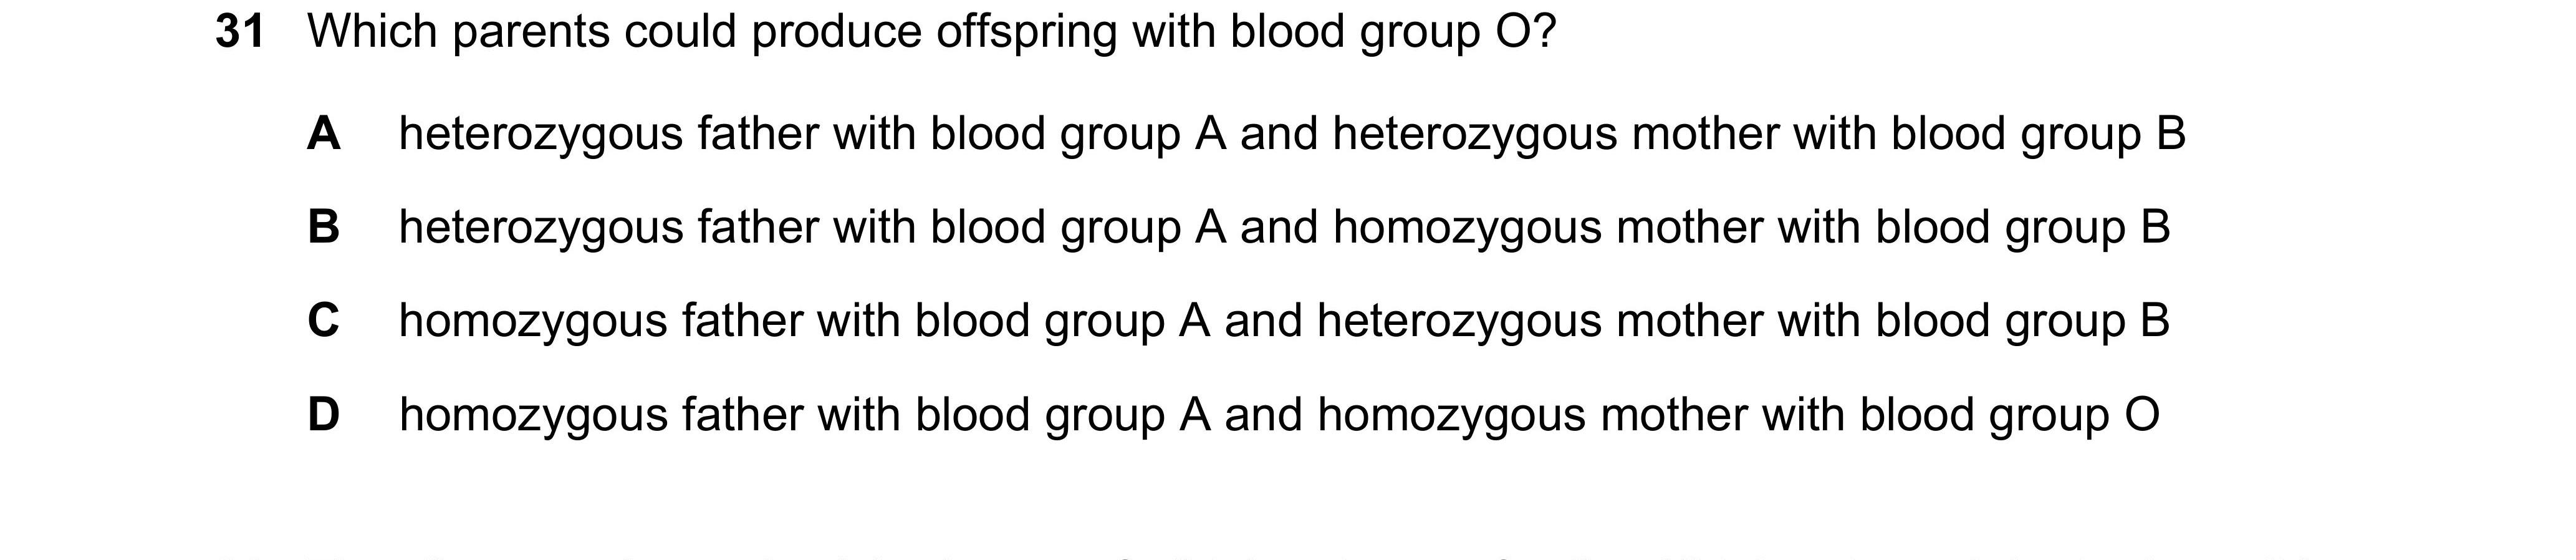 31 Which parents could produce offspring with blood group O?
A heterozygous father with blood group A and heterozygous mother with blood group B
B heterozygous father with blood group A and homozygous mother with blood group B
C homozygous father with blood group A and heterozygous mother with blood group B
D homozygous father with blood group A and homozygous mother with blood group O